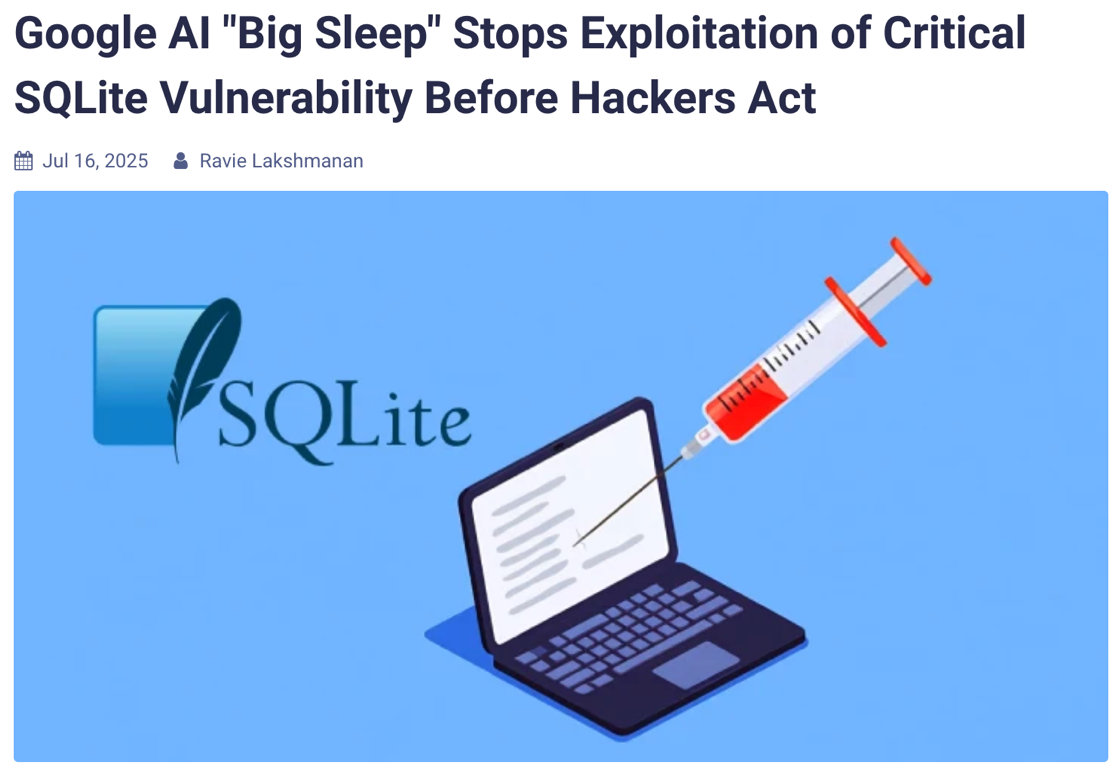 Google AI "Big Sleep" Stops Exploitation of Critical
SQLite Vulnerability Before Hackers Act
Jul 16, 2025 Ravie Lakshmanan
SQLite